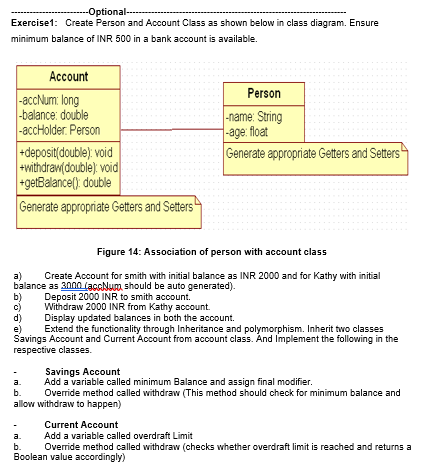 --------------------------Optional--------------------------------------------------------------------------
Exercise1: Create Person and Account Class as shown below in class diagram. Ensure
minimum balance of INR 500 in a bank account is available.
Account
-accNum: long
-balance: double
-accHolder: Person
+deposit(double): void
+withdraw(double): void
+getBalance(): double
Generate appropriate Getters and Setters
Person
-name: String
-age: float
Generate appropriate Getters and Setters
Figure 14: Association of person with account class
a) Create Account for smith with initial balance as INR 2000 and for Kathy with initial
balance as 3000.(accNum should be auto generated).
b) Deposit 2000 INR to smith account.
c) Withdraw 2000 INR from Kathy account.
d) Display updated balances in both the account.
e) Extend the functionality through Inheritance and polymorphism. Inherit two classes
Savings Account and Current Account from account class. And Implement the following in the
respective classes.
- Savings Account
a. Add a variable called minimum Balance and assign final modifier.
b. Override method called withdraw (This method should check for minimum balance and
allow withdraw to happen)
- Current Account
a. Add a variable called overdraft Limit
b. Override method called withdraw (checks whether overdraft limit is reached and returns a
Boolean value accordingly)